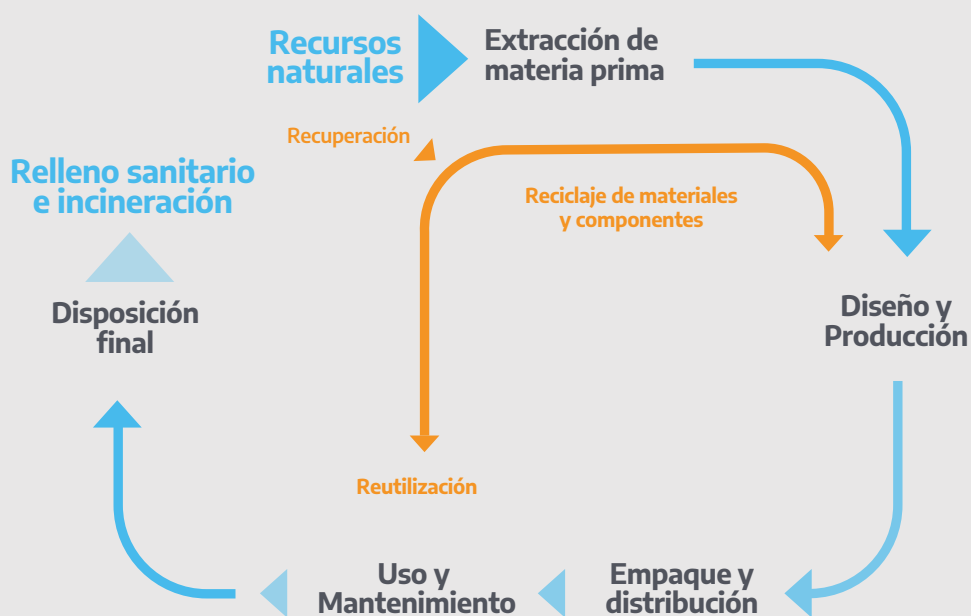 Recursos
naturales
Extracción de
materia prima
Recuperación
Relleno sanitario
e incineración
Reciclaje de materiales
y componentes
Disposición
final
Diseño y
Producción
Reutilización
Uso y
Mantenimiento
Empaque y
distribución